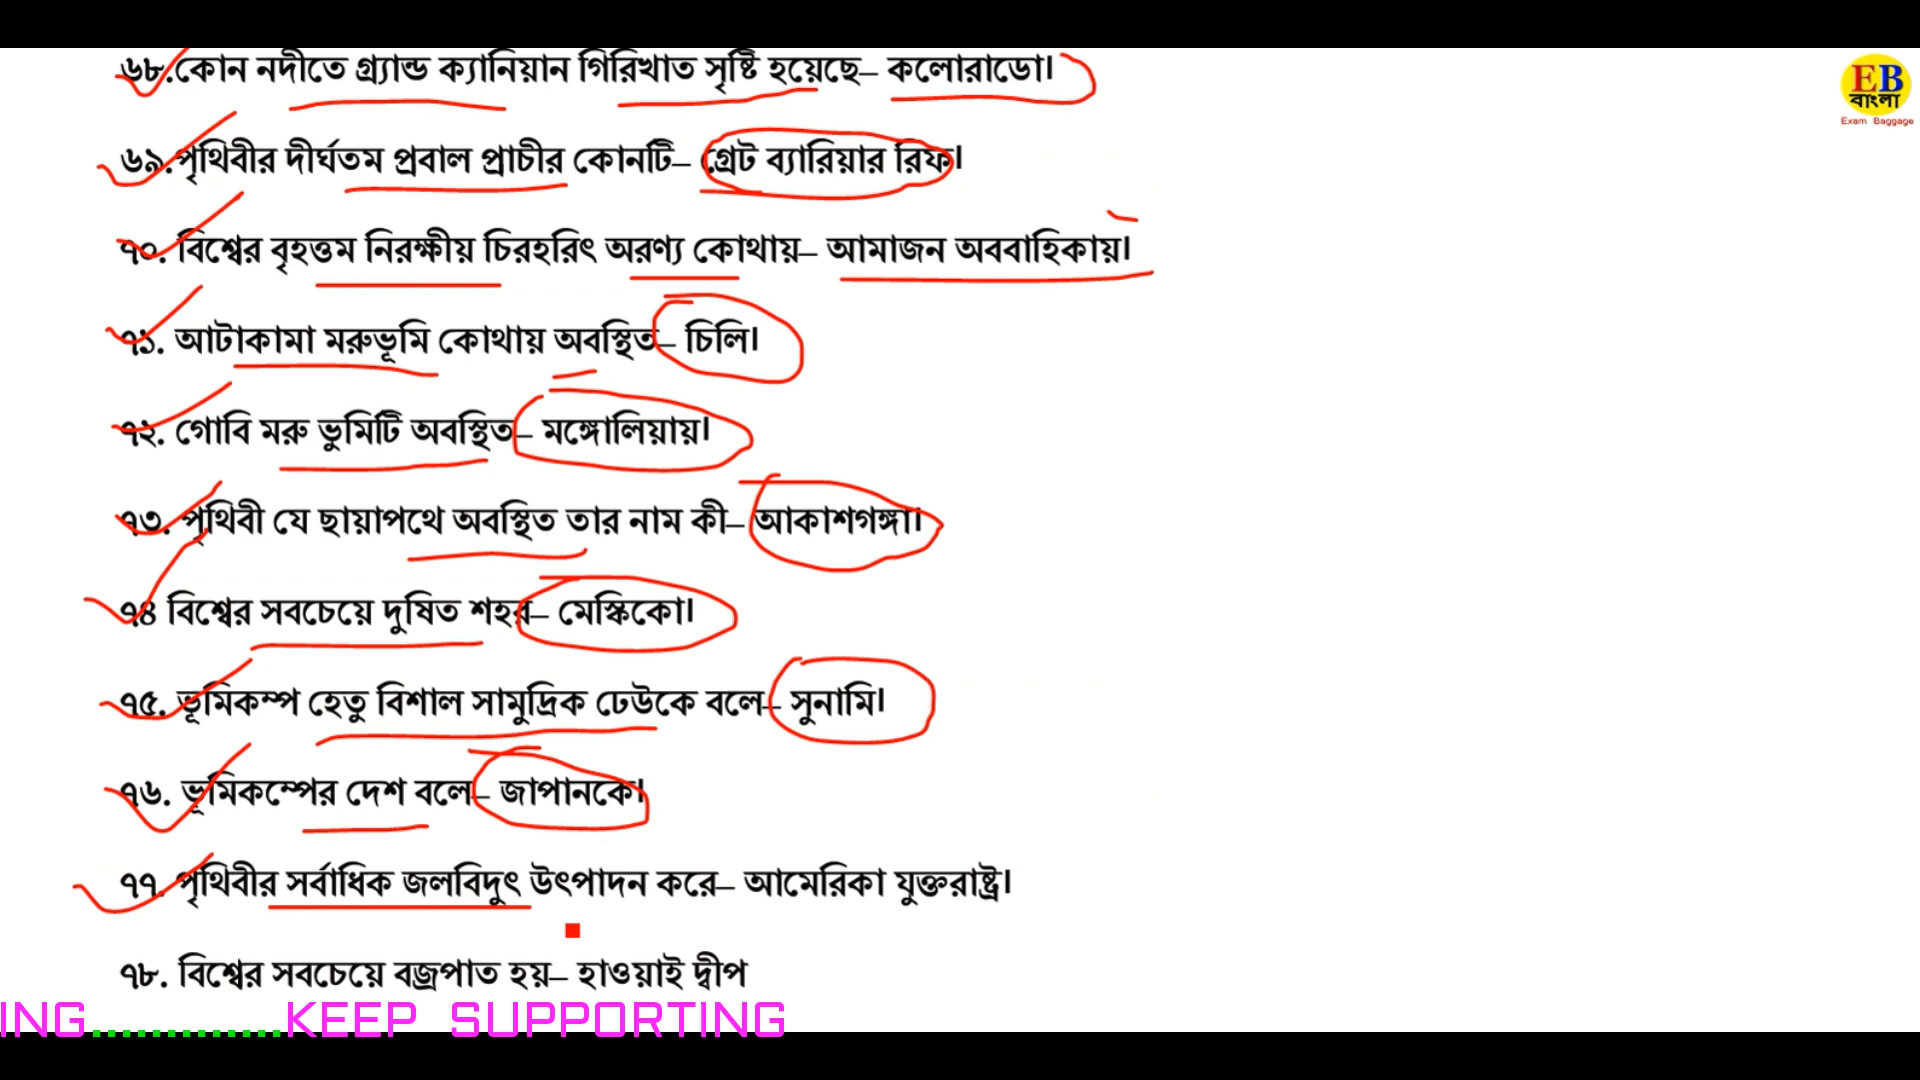 ৬৮.কোন নদীতে গ্র্যান্ড ক্যানিয়ান গিরিখাত সৃষ্টি হয়েছে– কলোরাডো।
EB
বাংলা
Exam Baggage
৬৯.পৃথিবীর দীর্ঘতম প্রবাল প্রাচীর কোনটি– গ্রেট ব্যারিয়ার রিফ।
৭০. বিশ্বের বৃহত্তম নিরক্ষীয় চিরহরিৎ অরণ্য কোথায়– আমাজন অববাহিকায়।
৭১. আটাকামা মরুভূমি কোথায় অবস্থিত– চিলি।
৭২. গোবি মরু ভুমিটি অবস্থিত– মঙ্গোলিয়ায়।
৭৩. পৃথিবী যে ছায়াপথে অবস্থিত তার নাম কী– আকাশগঙ্গা।
৭৪ বিশ্বের সবচেয়ে দুষিত শহর– মেস্কিকো।
৭৫. ভূমিকম্প হেতু বিশাল সামুদ্রিক ঢেউকে বলে– সুনামি।
৭৬. ভূমিকম্পের দেশ বলে– জাপানকে।
৭৭. পৃথিবীর সর্বাধিক জলবিদুৎ উৎপাদন করে– আমেরিকা যুক্তরাষ্ট্র।
৭৮. বিশ্বের সবচেয়ে বজ্রপাত হয়– হাওয়াই দ্বীপ
ING.............KEEP SUPPORTING